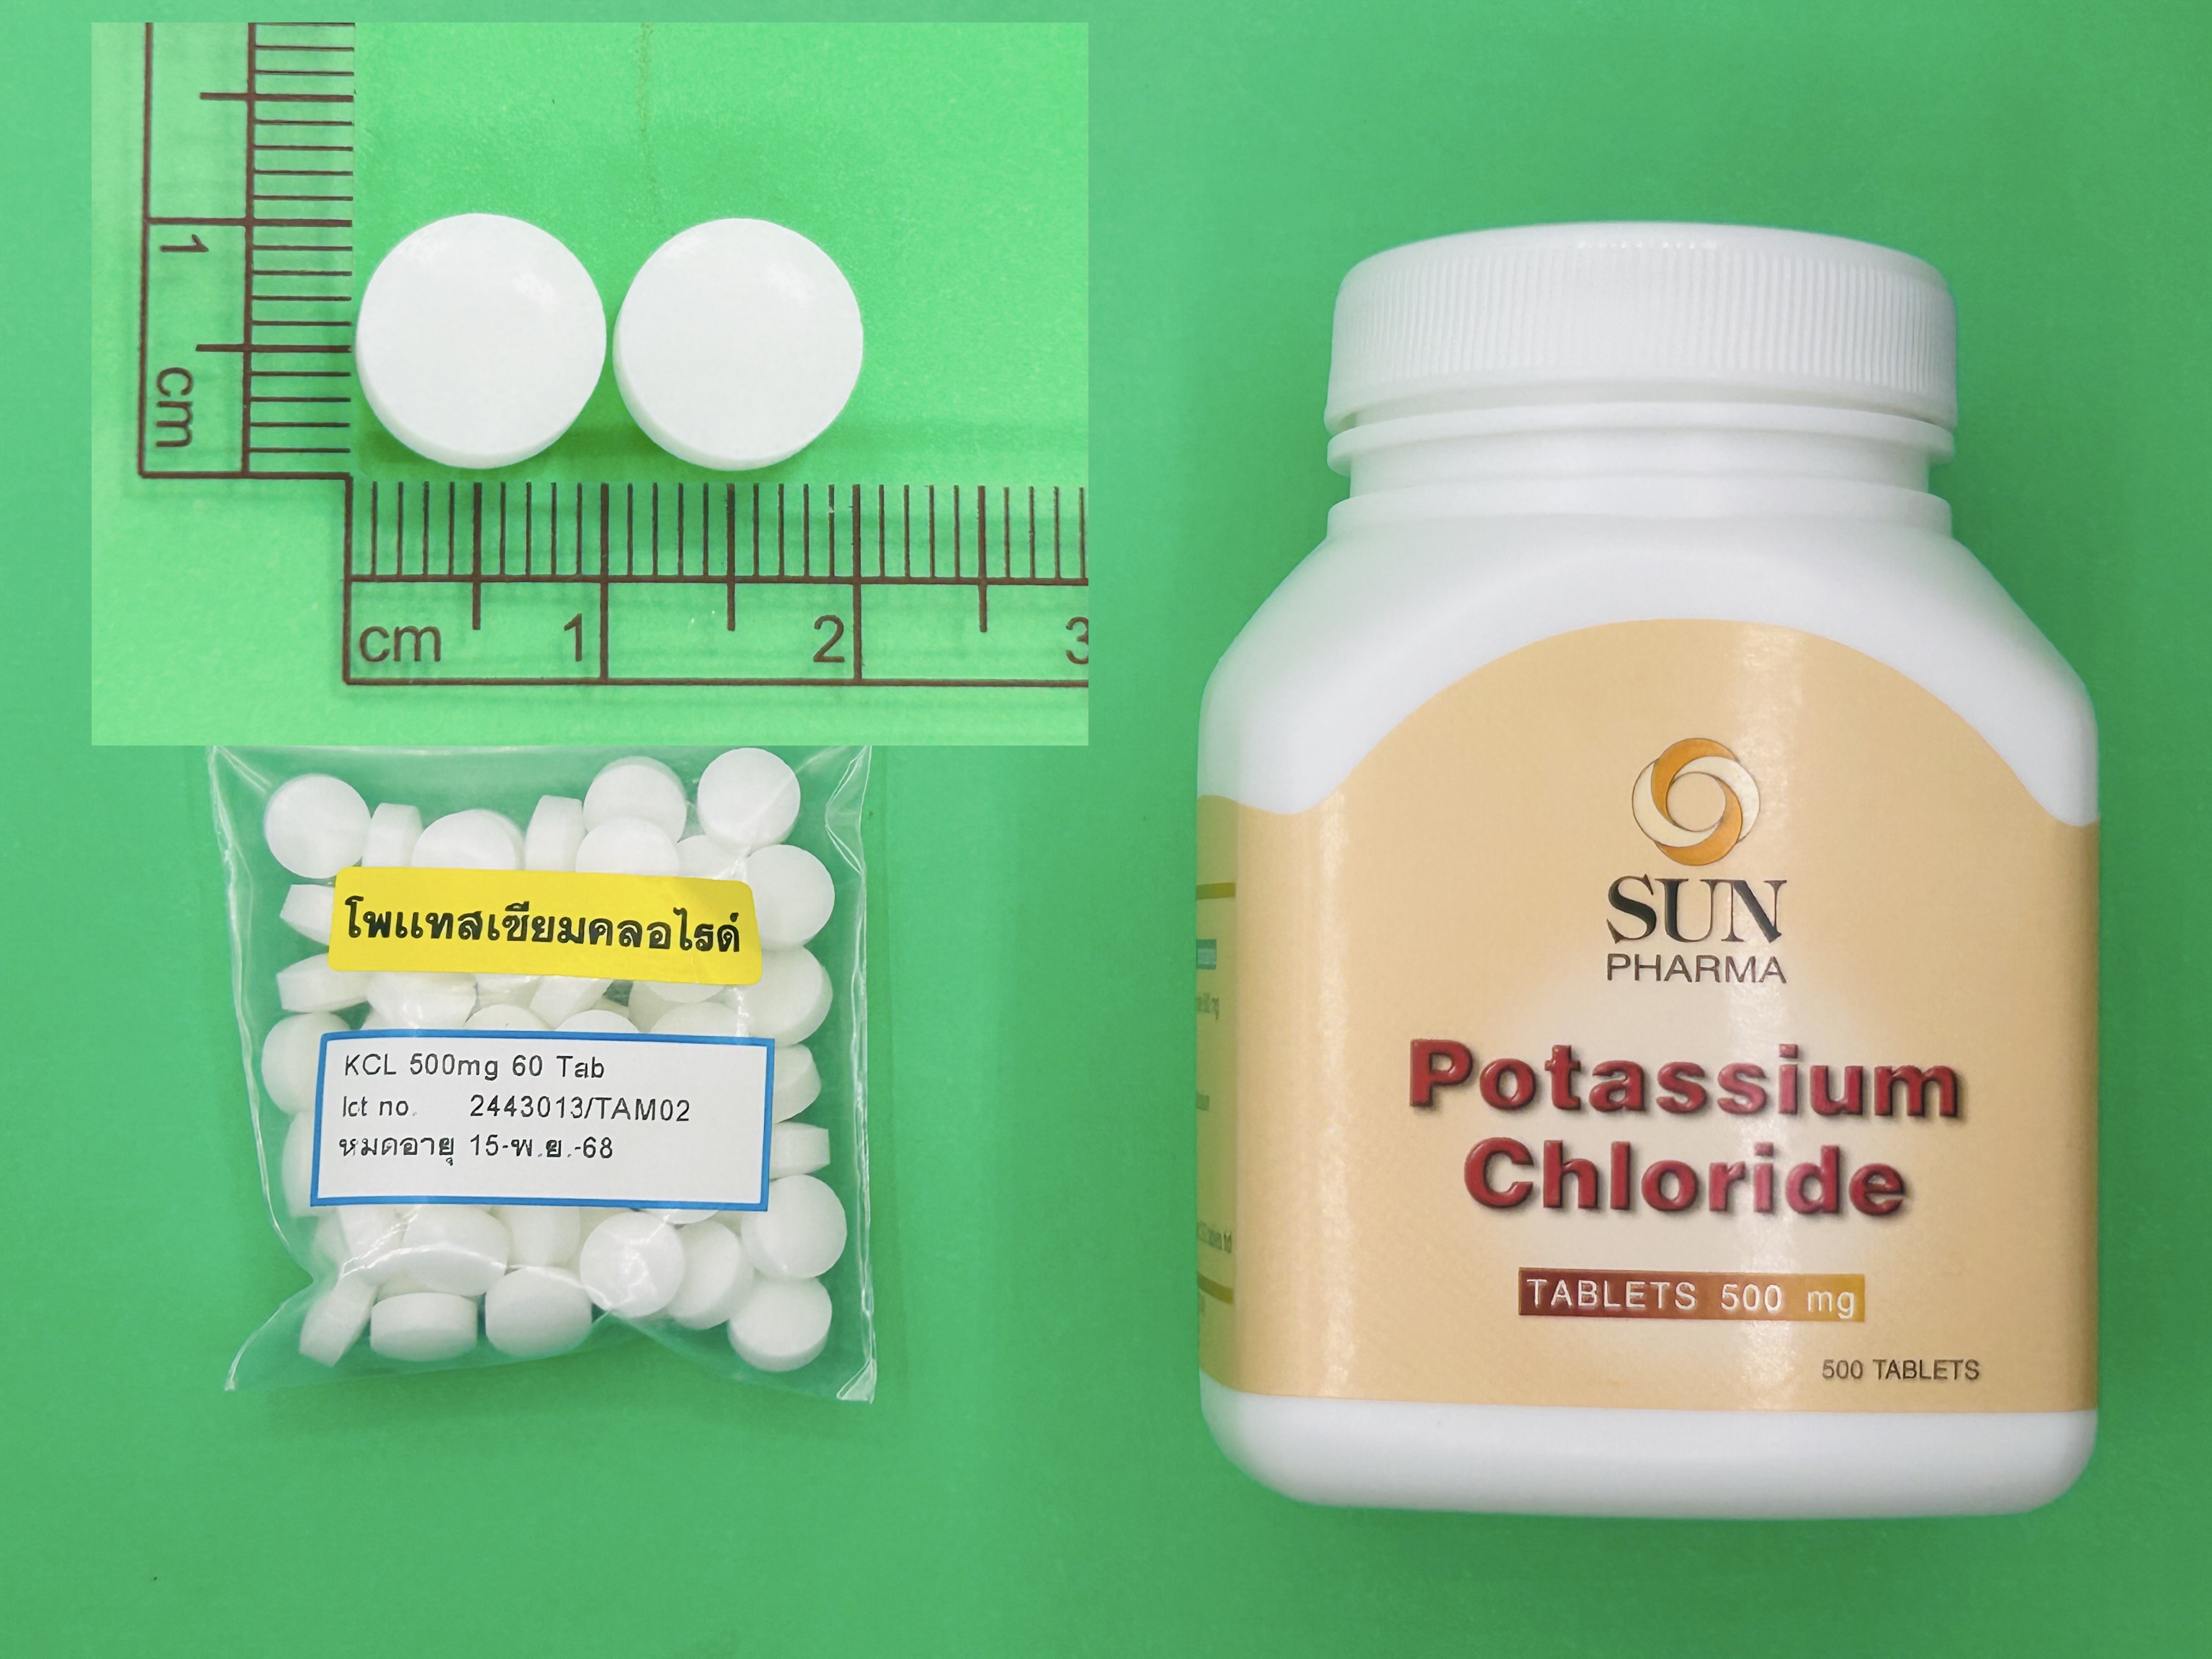 1
cm
cm 1 2 3
โพแทสเซียมคลอไรด์
KCL 500mg 60 Tab
lct no. 2443013/TAM02
หมดอายุ 15-พ.ย.-68
SUN
PHARMA
Potassium
Chloride
TABLETS 500 mg
500 TABLETS